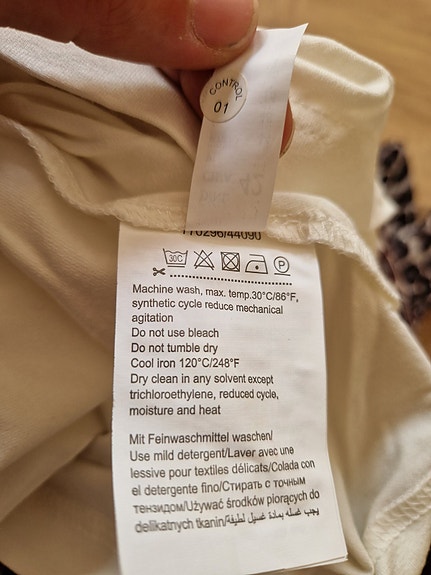 CONTROL
01
42
170296/44090
30C P
Machine wash, max. temp.30°C/86°F,
synthetic cycle reduce mechanical
agitation
Do not use bleach
Do not tumble dry
Cool iron 120°C/248°F
Dry clean in any solvent except
trichloroethylene, reduced cycle,
moisture and heat
Mit Feinwaschmittel waschen/
Use mild detergent/Laver avec une
lessive pour textiles délicats/Colada con
el detergente fino/Стирать с точным
тензидом/Używać środków piorących do
delikatnych tkanin/يجب غسله بمادة غسيل لطيفة